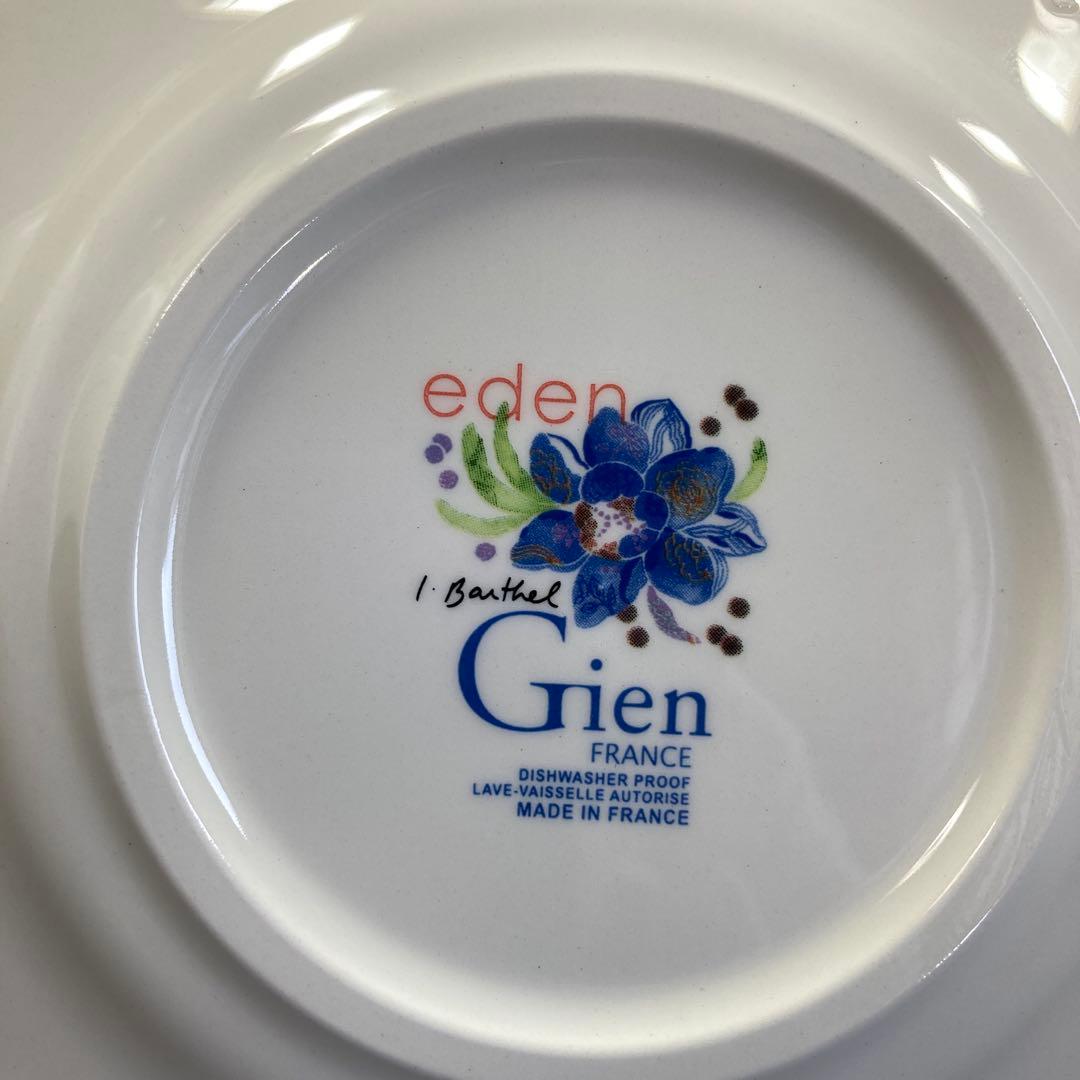 eden
I. Barthel
Gien
FRANCE
DISHWASHER PROOF
LAVE-VAISSELLE AUTORISE
MADE IN FRANCE